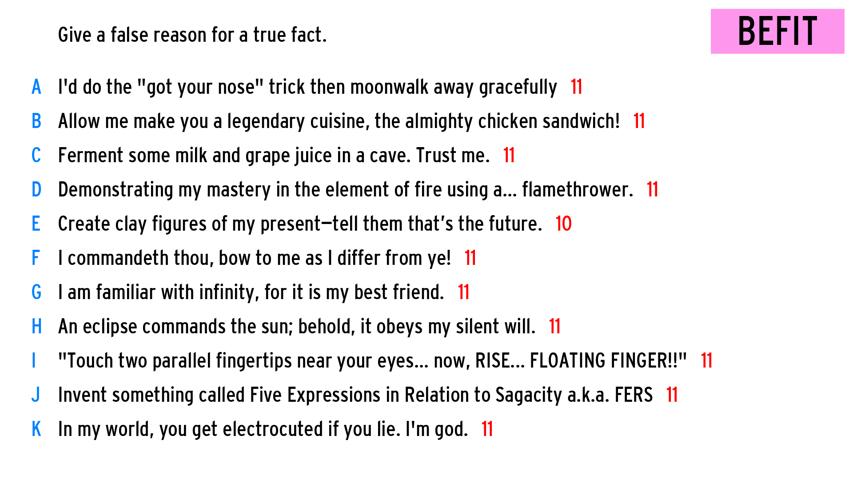 Give a false reason for a true fact.
BEFIT
A I'd do the "got your nose" trick then moonwalk away gracefully 11
B Allow me make you a legendary cuisine, the almighty chicken sandwich! 11
C Ferment some milk and grape juice in a cave. Trust me. 11
D Demonstrating my mastery in the element of fire using a... flamethrower. 11
E Create clay figures of my present—tell them that's the future. 10
F I commandeth thou, bow to me as I differ from ye! 11
G I am familiar with infinity, for it is my best friend. 11
H An eclipse commands the sun; behold, it obeys my silent will. 11
I "Touch two parallel fingertips near your eyes... now, RISE... FLOATING FINGER!!" 11
J Invent something called Five Expressions in Relation to Sagacity a.k.a. FERS 11
K In my world, you get electrocuted if you lie. I'm god. 11